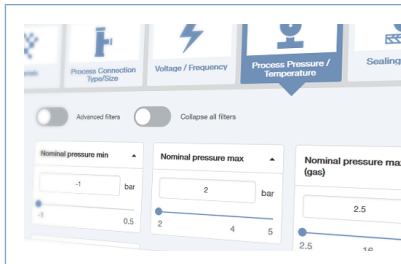 Process Connection
Type/Size
Voltage / Frequency
Process Pressure /
Temperature
Sealing
Advanced filters
Collapse all filters
Nominal pressure min
-1
bar
-1
0.5
Nominal pressure max
2
bar
2
4
5
Nominal pressure max
(gas)
2.5
2.5
16